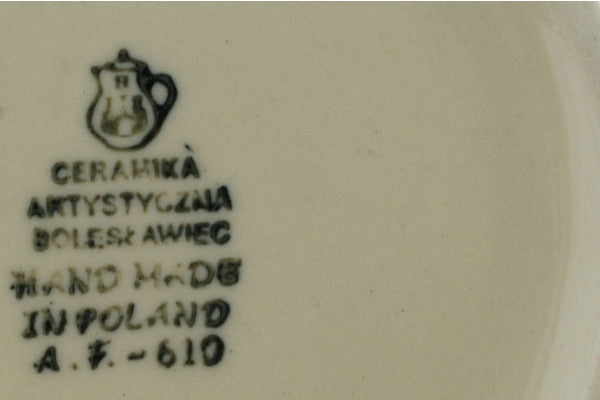 CERAMIKA
ARTYSTYCZNA
BOLESŁAWIEC
HAND MADE
IN POLAND
A.F.-610